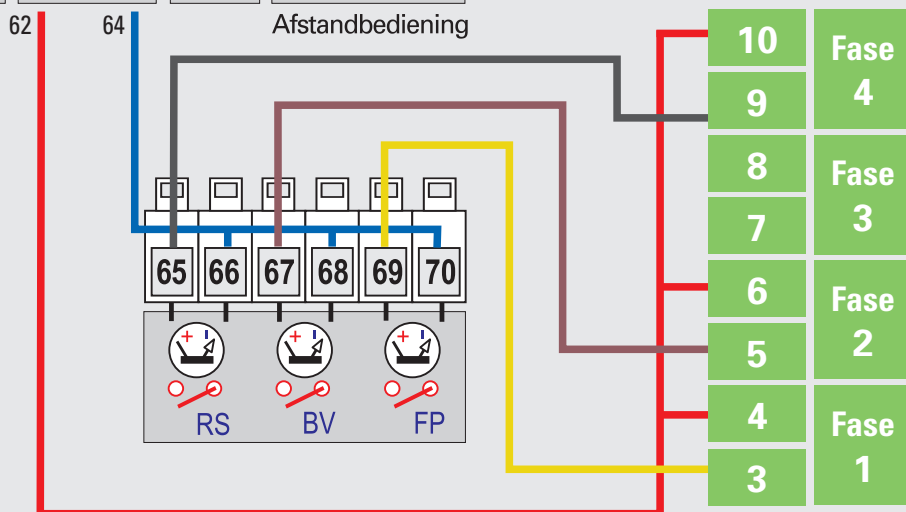 62
64
Afstandbediening
65 66 67 68 69 70
+ -
+ -
+ -
RS
BV
FP
10
9
Fase
4
8
7
Fase
3
6
5
Fase
2
4
3
Fase
1